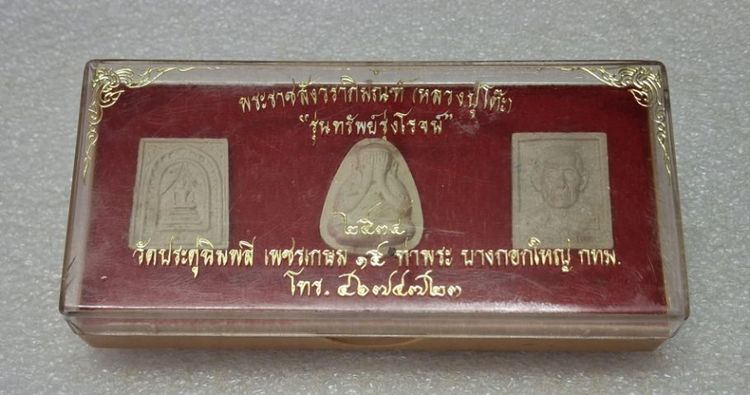 พระราชสังวราภิมณฑ์ (หลวงปู่โต๊ะ)
"รุ่นทรัพย์รุ่งโรจน์"
๒๕๓๔
วัดประดู่ฉิมพลี เพชรเกษม ๑๕ ท่าพระ บางกอกใหญ่ กทม.
โทร. ๔๖๗๔๗๒๓